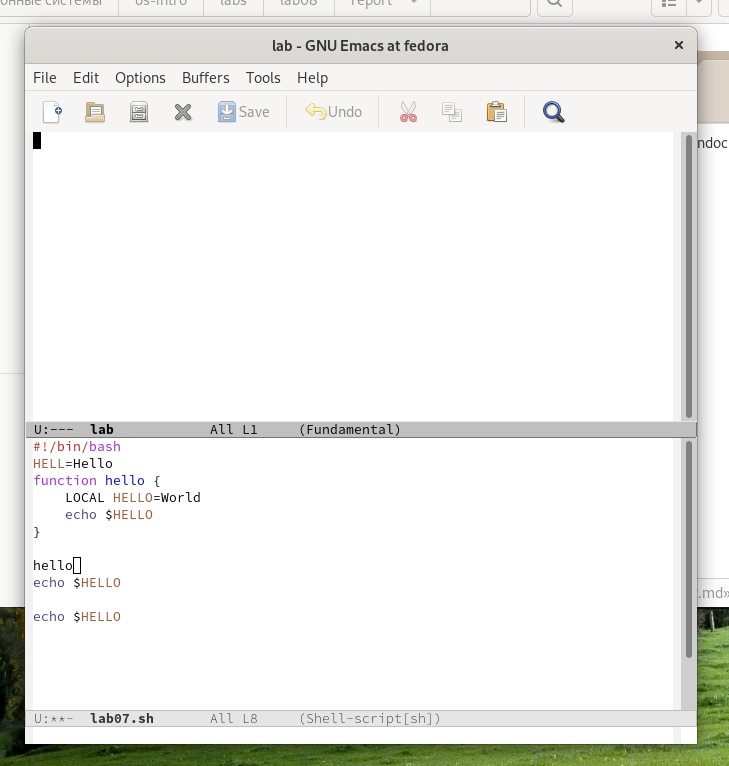 онные системы os-intro labs lab08 report
lab - GNU Emacs at fedora
File Edit Options Buffers Tools Help
Save Undo
ndoc
U:--- lab All L1 (Fundamental)
#!/bin/bash
HELL=Hello
function hello {
    LOCAL HELLO=World
    echo $HELLO
}
hello
echo $HELLO
.md»
echo $HELLO
U:**- lab07.sh All L8 (Shell-script[sh])